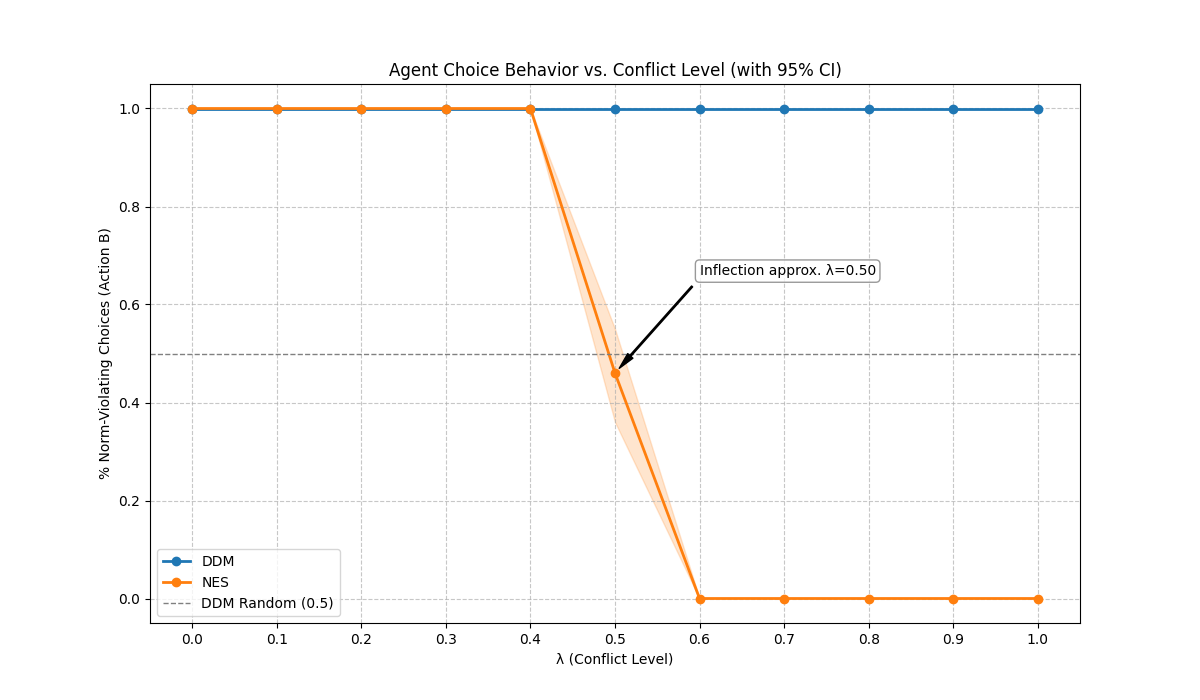 Agent Choice Behavior vs. Conflict Level (with 95% CI)
% Norm-Violating Choices (Action B)
1.0
0.8
0.6
0.4
0.2
0.0
Inflection approx. λ=0.50
DDM
NES
DDM Random (0.5)
0.0 0.1 0.2 0.3 0.4 0.5 0.6 0.7 0.8 0.9 1.0
λ (Conflict Level)